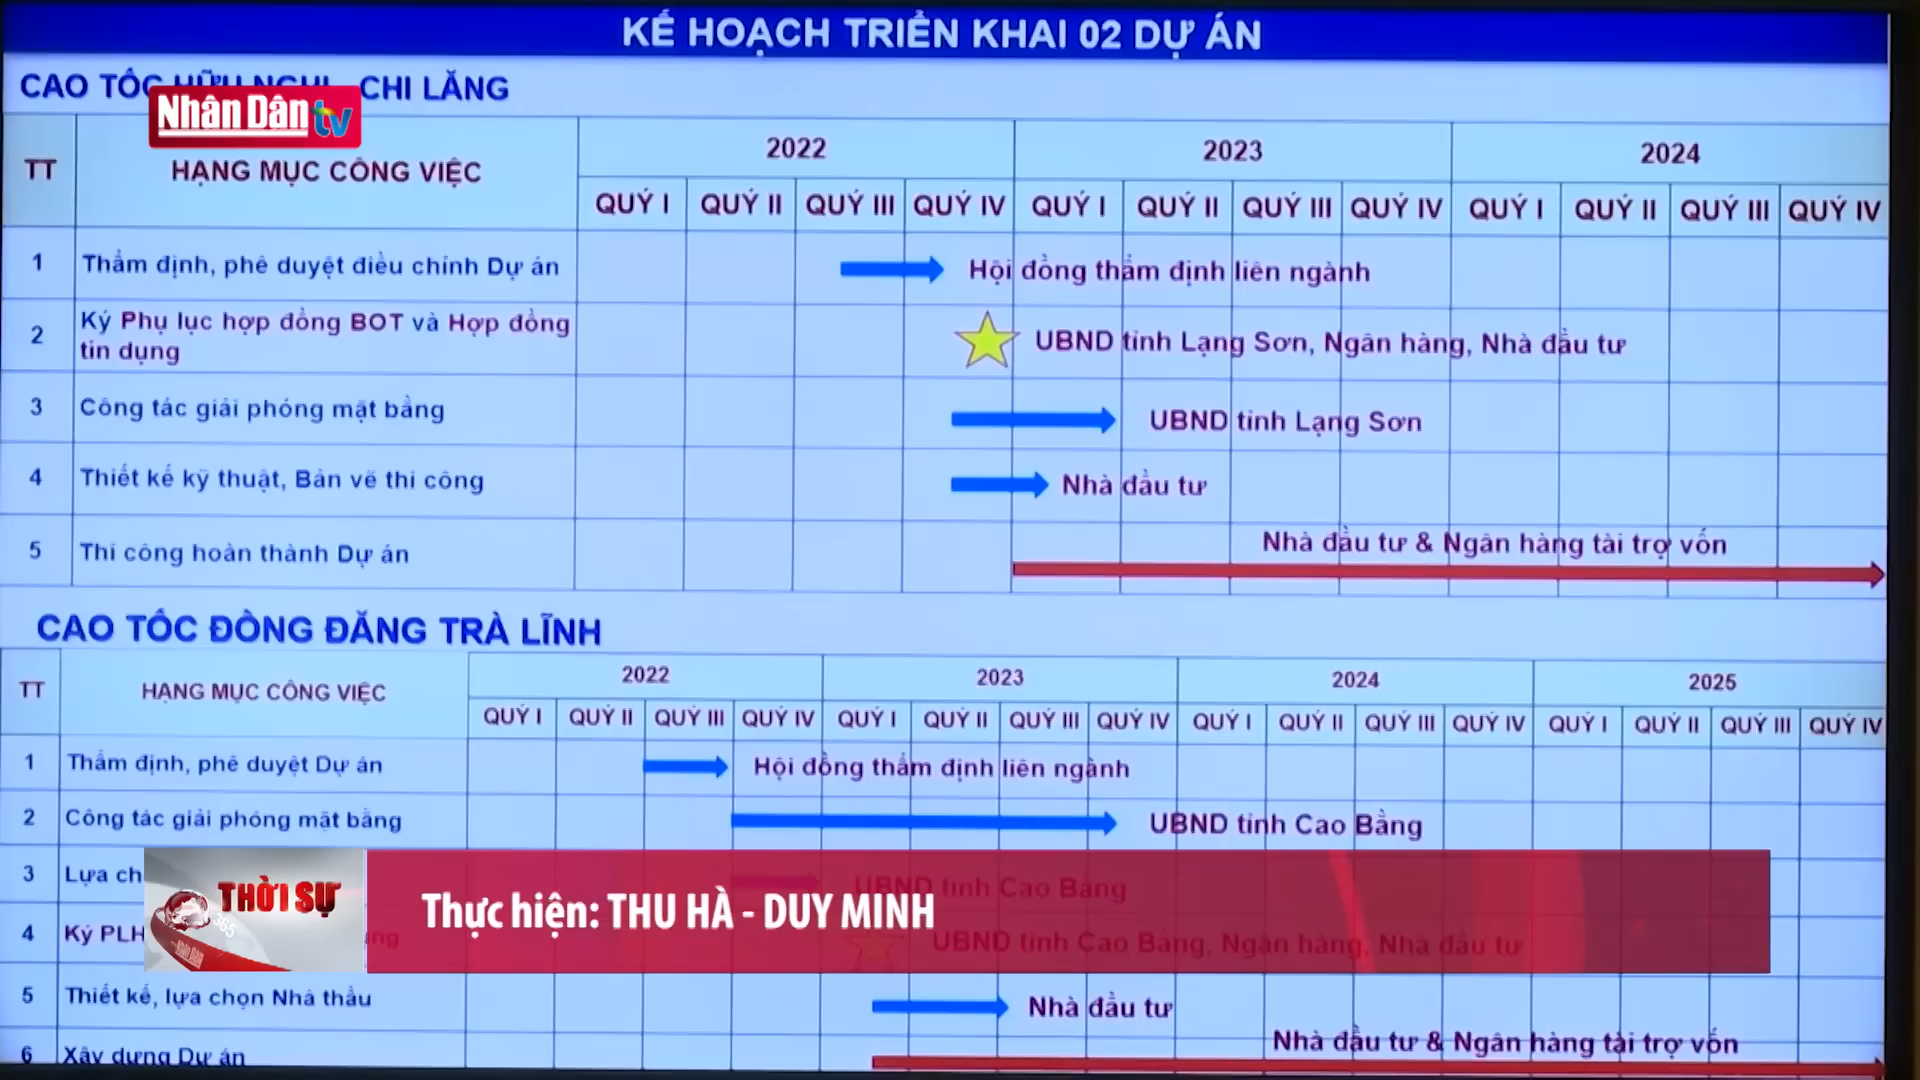 KẾ HOẠCH TRIỂN KHAI 02 DỰ ÁN
CAO TỐC HỮU NGHỊ - CHI LĂNG
Nhân Dân tv
TT HẠNG MỤC CÔNG VIỆC 2022 2023 2024
QUÝ I QUÝ II QUÝ III QUÝ IV QUÝ I QUÝ II QUÝ III QUÝ IV QUÝ I QUÝ II QUÝ III QUÝ IV
1 Thẩm định, phê duyệt điều chỉnh Dự án Hội đồng thẩm định liên ngành
2 Ký Phụ lục hợp đồng BOT và Hợp đồng
tín dụng
UBND tỉnh Lạng Sơn, Ngân hàng, Nhà đầu tư
3 Công tác giải phóng mặt bằng UBND tỉnh Lạng Sơn
4 Thiết kế kỹ thuật, Bản vẽ thi công Nhà đầu tư
5 Thi công hoàn thành Dự án Nhà đầu tư & Ngân hàng tài trợ vốn
CAO TỐC ĐỒNG ĐĂNG TRÀ LĨNH
TT HẠNG MỤC CÔNG VIỆC 2022 2023 2024 2025
QUÝ I QUÝ II QUÝ III QUÝ IV QUÝ I QUÝ II QUÝ III QUÝ IV QUÝ I QUÝ II QUÝ III QUÝ IV QUÝ I QUÝ II QUÝ III QUÝ IV
1 Thẩm định, phê duyệt Dự án Hội đồng thẩm định liên ngành
2 Công tác giải phóng mặt bằng UBND tỉnh Cao Bằng
3 Lựa ch UBND tỉnh Cao Bằng
4 Ký PLH UBND tỉnh Cao Bằng, Ngân hàng, Nhà đầu tư
THỜI SỰ
365
Thực hiện: THU HÀ - DUY MINH
5 Thiết kế, lựa chọn Nhà thầu Nhà đầu tư
6 Xây dựng Dự án Nhà đầu tư & Ngân hàng tài trợ vốn